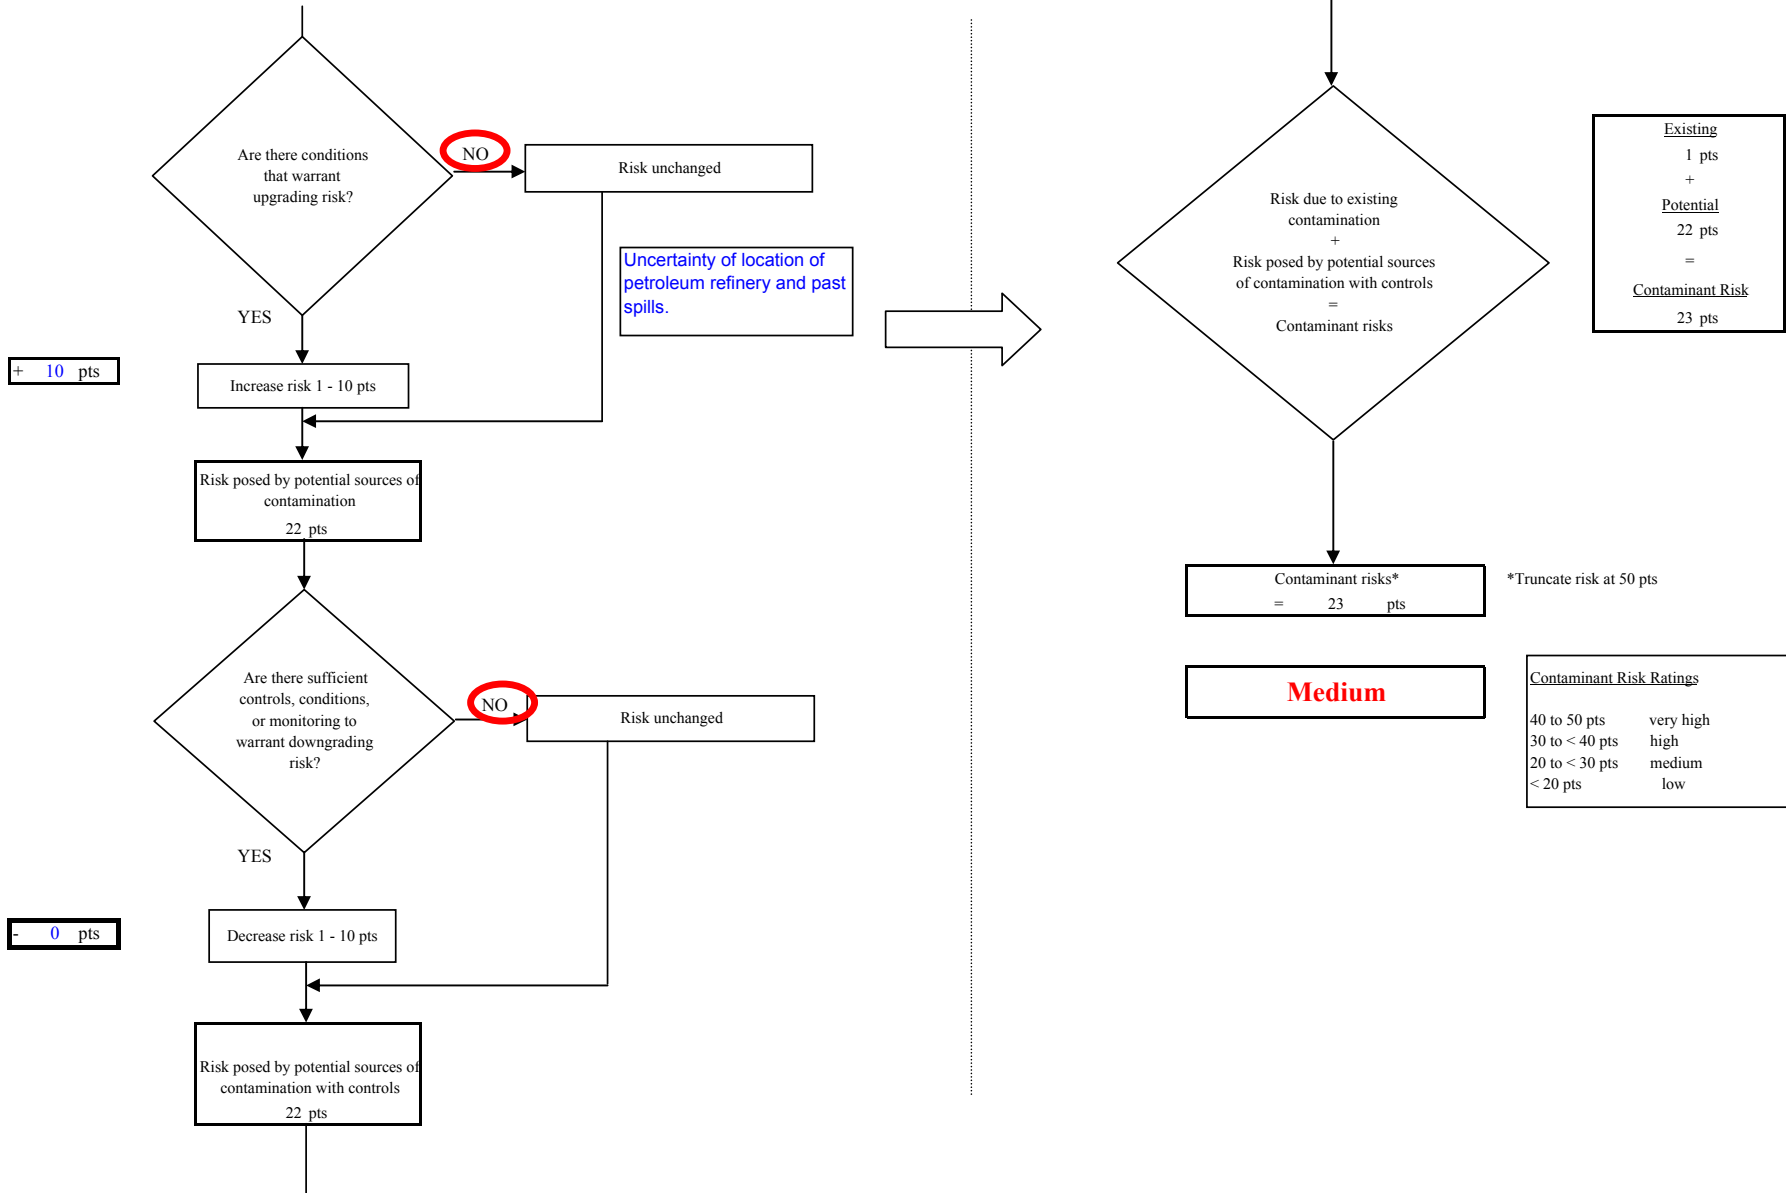 Are there conditions
that warrant
upgrading risk?
NO
Risk unchanged
Uncertainty of location of
petroleum refinery and past
spills.
YES
+ 10 pts
Increase risk 1 - 10 pts
Risk posed by potential sources of
contamination
22 pts
Are there sufficient
controls, conditions,
or monitoring to
warrant downgrading
risk?
NO
Risk unchanged
YES
- 0 pts
Decrease risk 1 - 10 pts
Risk posed by potential sources of
contamination with controls
22 pts
Risk due to existing
contamination
+
Risk posed by potential sources
of contamination with controls
=
Contaminant risks
Existing
1 pts
+
Potential
22 pts
=
Contaminant Risk
23 pts
Contaminant risks*
= 23 pts
*Truncate risk at 50 pts
Medium
Contaminant Risk Ratings
40 to 50 pts very high
30 to < 40 pts high
20 to < 30 pts medium
< 20 pts low